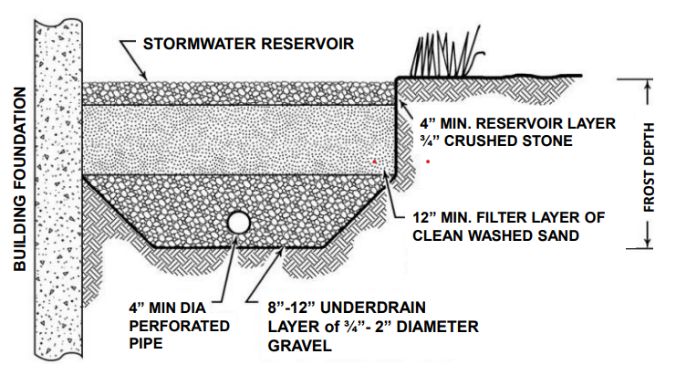 STORMWATER RESERVOIR
BUILDING FOUNDATION
4” MIN. RESERVOIR LAYER
¾” CRUSHED STONE
FROST DEPTH
12” MIN. FILTER LAYER OF
CLEAN WASHED SAND
4” MIN DIA
PERFORATED
PIPE
8”-12” UNDERDRAIN
LAYER of ¾”- 2” DIAMETER
GRAVEL